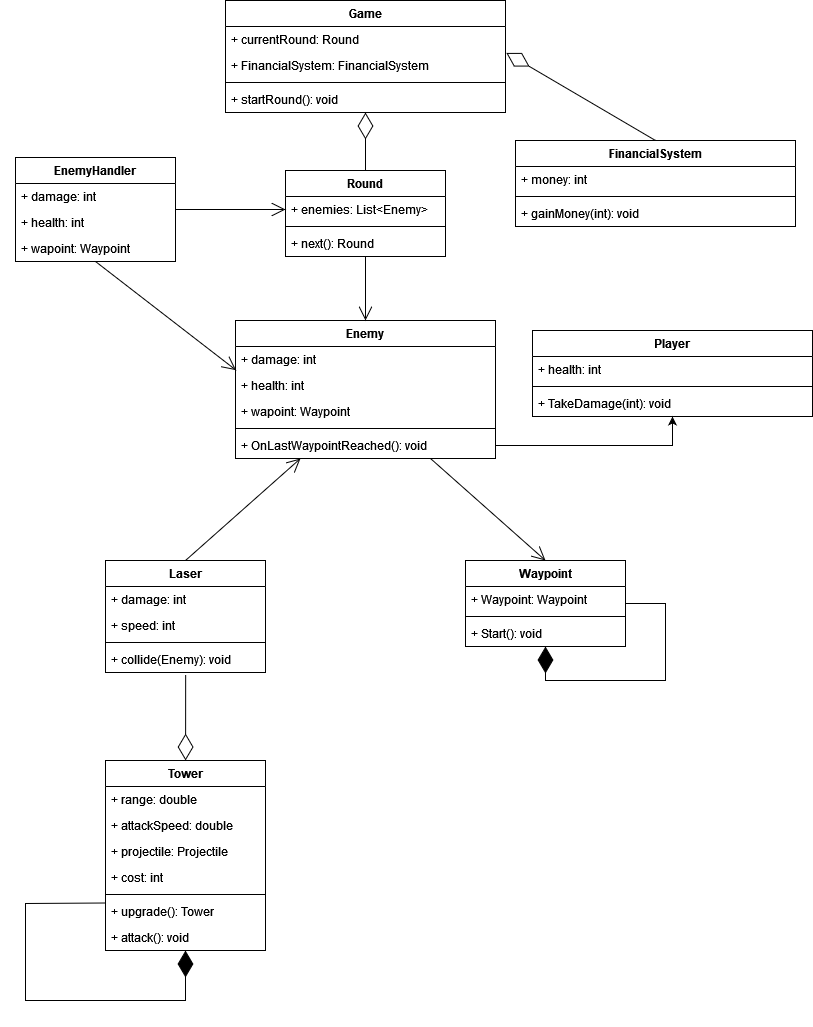 Game
+ currentRound: Round
+ FinancialSystem: FinancialSystem
+ startRound(): void
FinancialSystem
+ money: int
+ gainMoney(int): void
EnemyHandler
+ damage: int
+ health: int
+ wapoint: Waypoint
Round
+ enemies: List<Enemy>
+ next(): Round
Enemy
+ damage: int
+ health: int
+ wapoint: Waypoint
+ OnLastWaypointReached(): void
Player
+ health: int
+ TakeDamage(int): void
Laser
+ damage: int
+ speed: int
+ collide(Enemy): void
Waypoint
+ Waypoint: Waypoint
+ Start(): void
Tower
+ range: double
+ attackSpeed: double
+ projectile: Projectile
+ cost: int
+ upgrade(): Tower
+ attack(): void